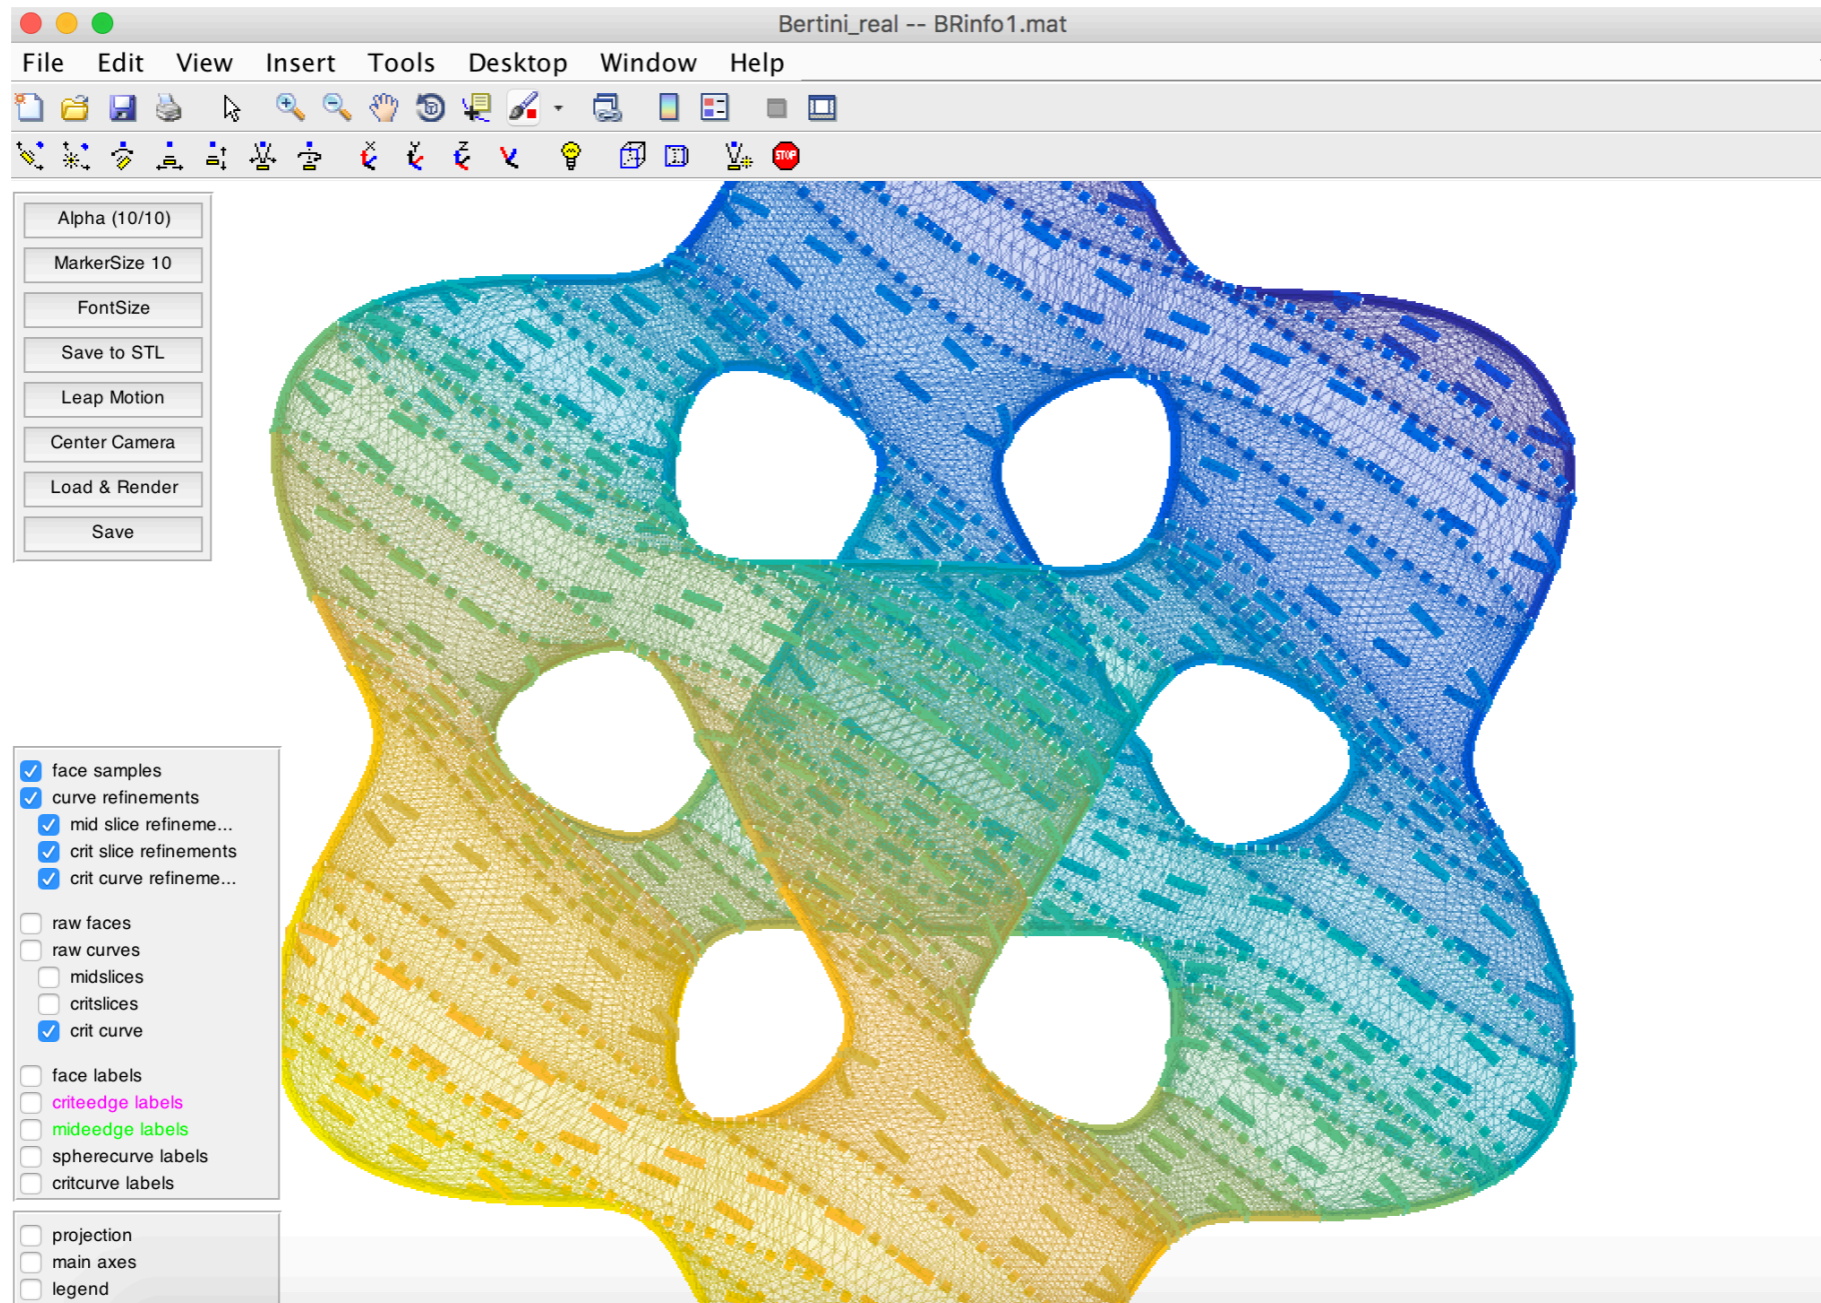 Bertini_real -- BRinfo1.mat
File Edit View Insert Tools Desktop Window Help
X Y Z
STOP
Alpha (10/10)
MarkerSize 10
FontSize
Save to STL
Leap Motion
Center Camera
Load & Render
Save
face samples
curve refinements
mid slice refineme...
crit slice refinements
crit curve refineme...
raw faces
raw curves
midslices
critslices
crit curve
face labels
criteedge labels
mideedge labels
spherecurve labels
critcurve labels
projection
main axes
legend